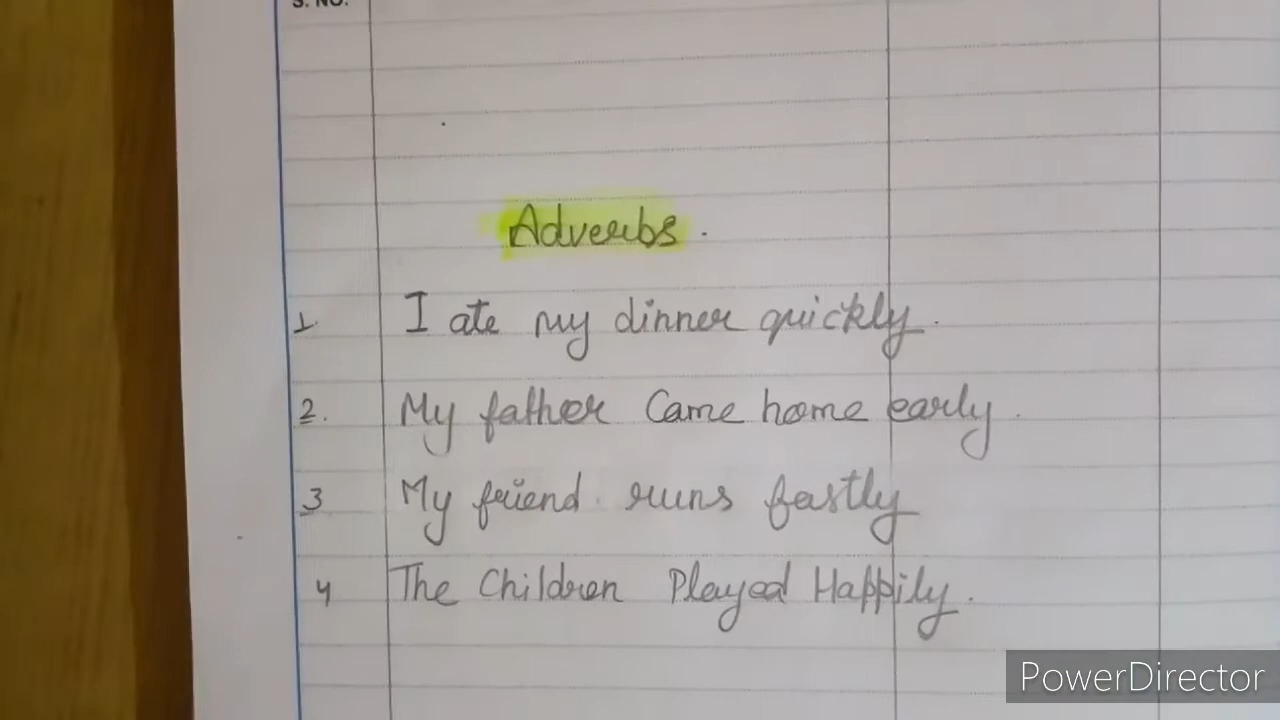 S. NO.
Adverbs.
1 I ate my dinner quickly.
2. My father Came home early.
3 My friend runs fastly
4 The Children Played Happily.
PowerDirector